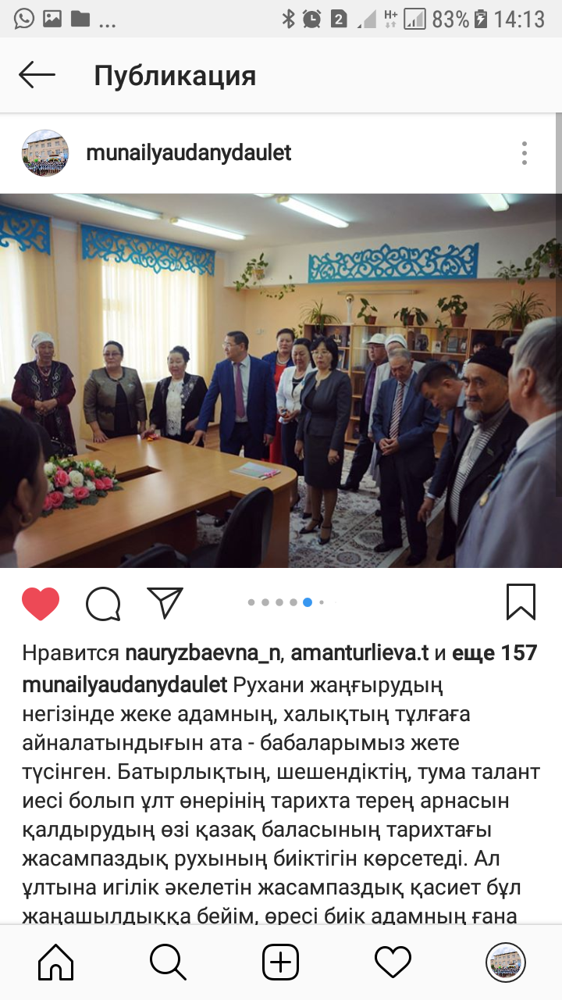 ... 2 H+ 83% 14:13
Публикация
munailyaudanydaulet
Нравится nauryzbaevna_n, amanturlieva.t и еще 157
munailyaudanydaulet Рухани жаңғырудың
негізінде жеке адамның, халықтың тұлғаға
айналатындығын ата - бабаларымыз жете
түсінген. Батырлықтың, шешендіктің, тума талант
иесі болып ұлт өнерінің тарихта терең арнасын
қалдырудың өзі қазақ баласының тарихтағы
жасампаздық рухының биіктігін көрсетеді. Ал
ұлтына игілік әкелетін жасампаздық қасиет бұл
жаңашылдыққа бейім, өресі биік адамның ғана